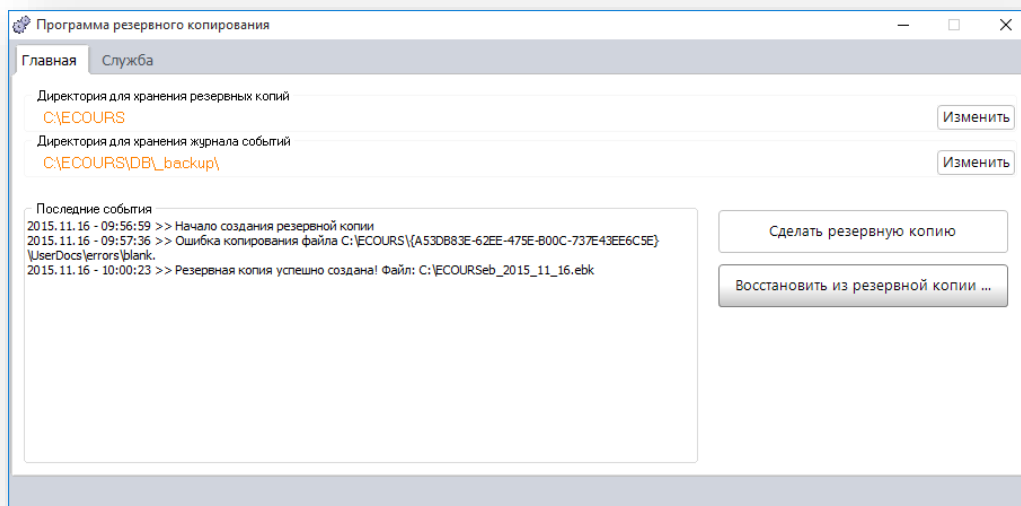 Программа резервного копирования
Главная Служба
Директория для хранения резервных копий
C:\ECOURS
Изменить
Директория для хранения журнала событий
C:\ECOURS\DB\_backup\
Изменить
Последние события
2015.11.16 - 09:56:59 >> Начало создания резервной копии
2015.11.16 - 09:57:36 >> Ошибка копирования файла C:\ECOURS\{A53DB83E-62EE-475E-B00C-737E43EE6C5E}
\UserDocs\errors\blank.
2015.11.16 - 10:00:23 >> Резервная копия успешно создана! Файл: C:\ECOURSeb_2015_11_16.ebk
Сделать резервную копию
Восстановить из резервной копии ...